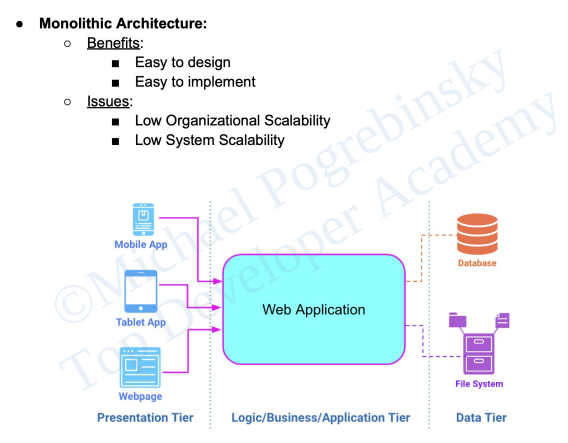 ● Monolithic Architecture:
○ Benefits:
■ Easy to design
■ Easy to implement
○ Issues:
■ Low Organizational Scalability
■ Low System Scalability
©Michael Pogrebinsky
Top Developer Academy
Mobile App
Tablet App
Webpage
Web Application
Database
File System
Presentation Tier
Logic/Business/Application Tier
Data Tier